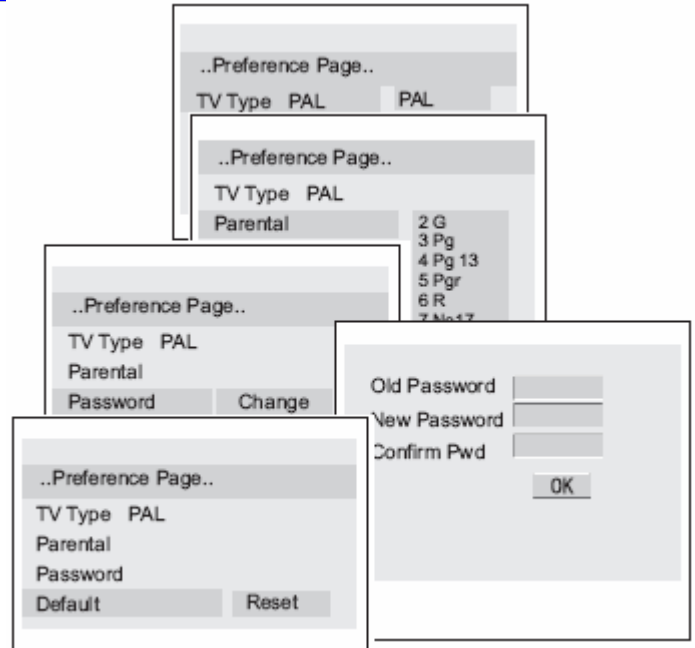 ..Preference Page..
TV Type PAL PAL
..Preference Page..
TV Type PAL
Parental 2 G
3 Pg
4 Pg 13
5 Pgr
6 R
..Preference Page..
TV Type PAL
Parental
Password Change
Old Password
New Password
Confirm Pwd
OK
..Preference Page..
TV Type PAL
Parental
Password
Default Reset